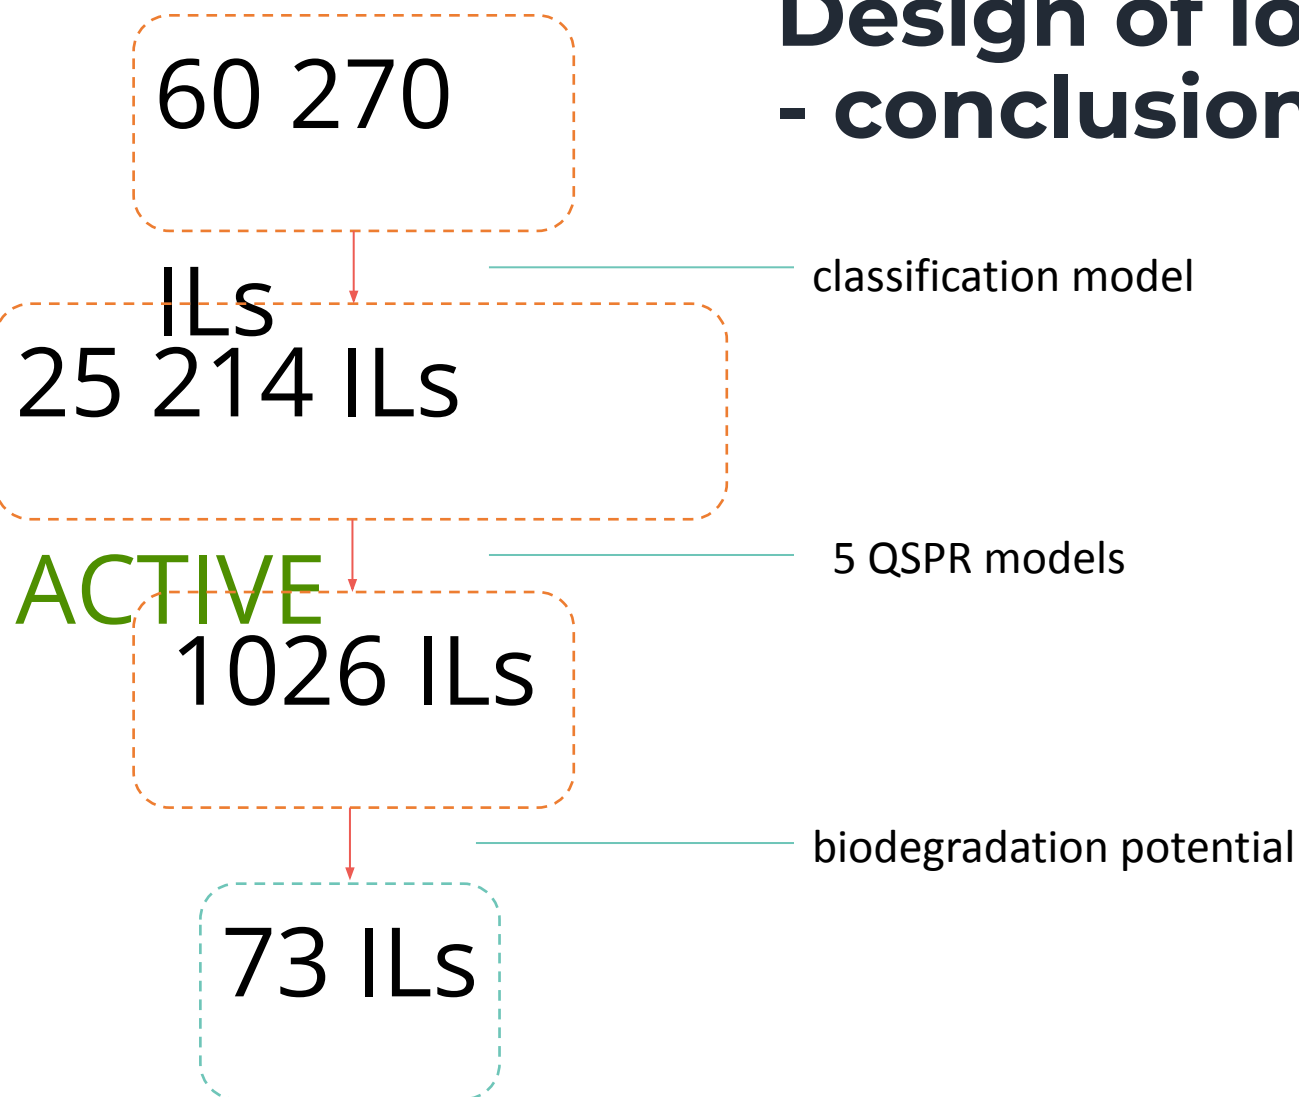 Design of Io
- conclusion
60 270
ILs
classification model
25 214 ILs
ACTIVE
5 QSPR models
1026 ILs
biodegradation potential
73 ILs